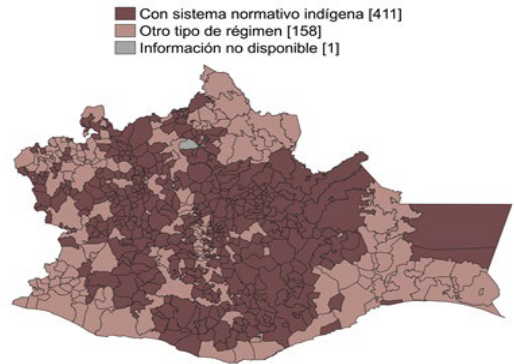 Con sistema normativo indígena [411]
Otro tipo de régimen [158]
Información no disponible [1]